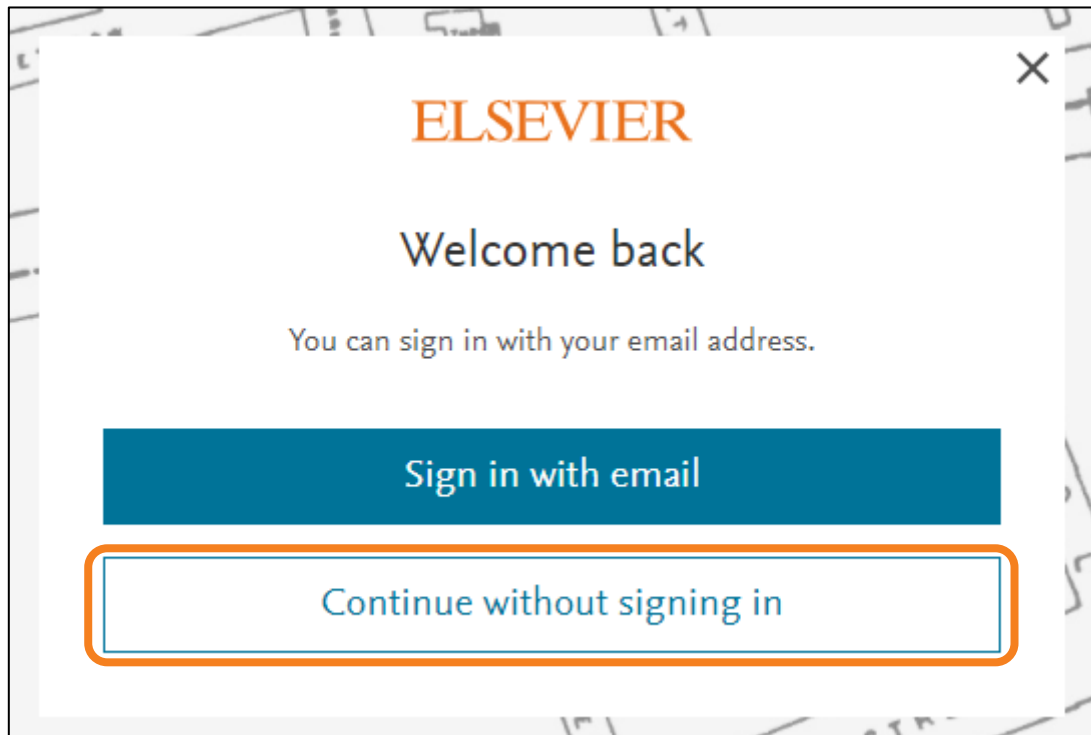 ELSEVIER
Welcome back
You can sign in with your email address.
Sign in with email
Continue without signing in